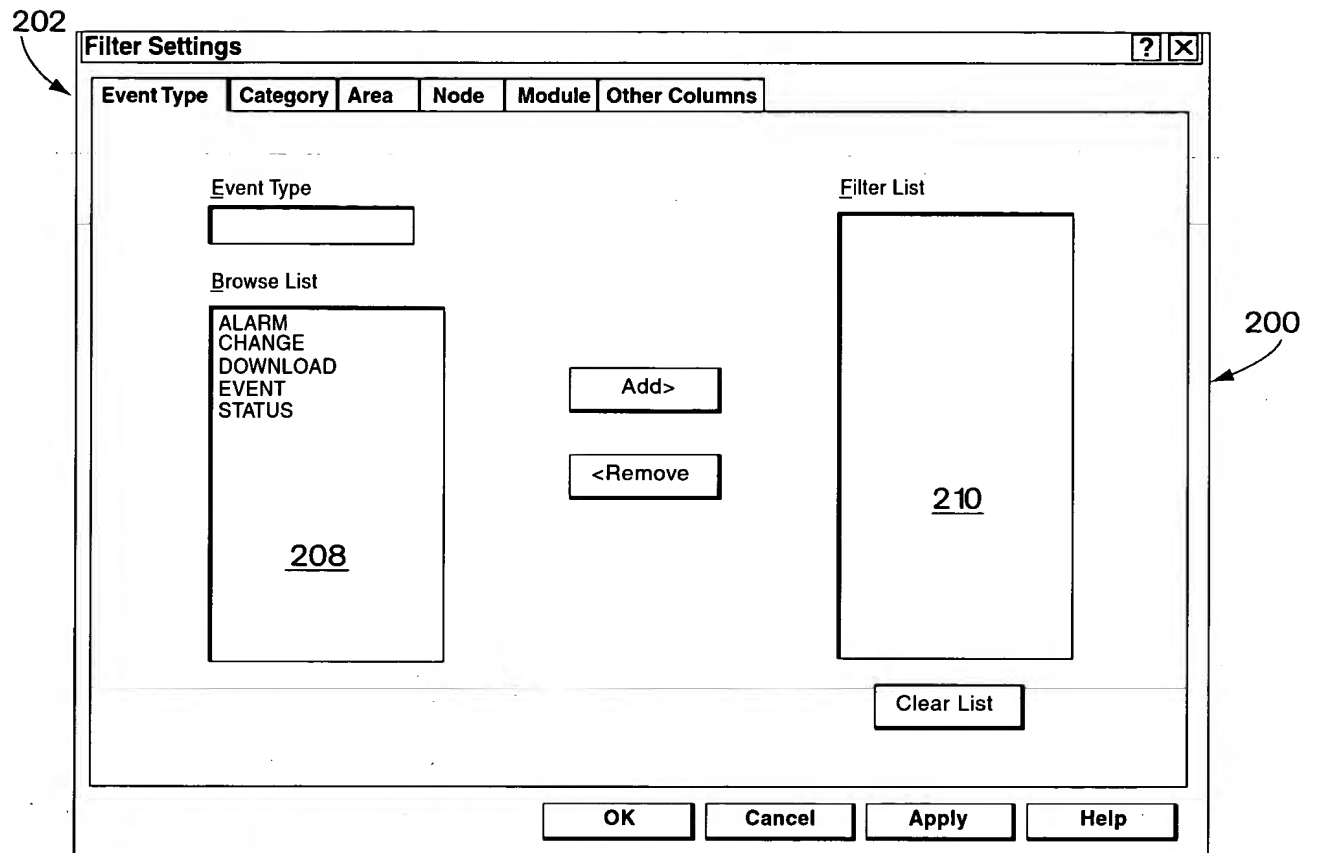 202
Filter Settings
? X
Event Type Category Area Node Module Other Columns
Event Type
Filter List
Browse List
ALARM
CHANGE
DOWNLOAD
EVENT
STATUS
200
Add>
<Remove
210
208
Clear List
OK Cancel Apply Help